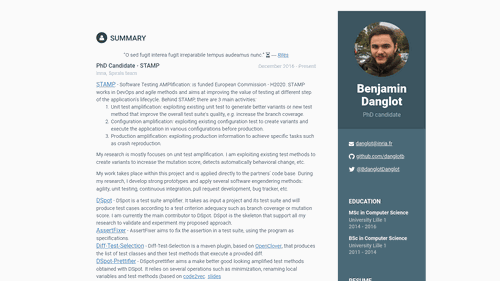 SUMMARY
"O sed fugit interea fugit irreparabile tempus audeamus nunc." — Wiki
PhD Candidate - STAMP
December 2016 - Present
Inria, Spirals-team
STAMP - Software Testing AMPlification: is funded European Commission - H2020. STAMP
works in DevOps and agile methods and aims at improving the value of testing at different step
of the application's lifecycle. Behind STAMP, there are 3 main activities:
1. Unit test amplification: exploiting existing unit test to generate better variants or new test
method that improve the overall test suite's quality, e.g. increase the branch coverage.
2. Configuration amplification: exploiting existing configuration test to create variants and
execute the application in various configurations before production.
3. Production amplification: exploiting production information to achieve specific tasks such
as crash reproduction.
My research is mostly focuses on unit test amplification: I am exploiting existing test methods to
create variants to increase the mutation score, detects automatically behavioral change, etc.
My work takes place within this project and is applied directly to the partners' code base. During
my research, I develop strong prototypes and apply several software engendering methods:
agility, unit testing, continuous integration, pull request development, bug tracker, etc
DSpot - DSpot is a test suite amplifier. It takes as input a project and its test suite and will
produce test cases according to a test criterion adequacy such as branch coverage or mutation
score. I am currently the main contributor to DSpot. DSpot is the skeleton that support all my
research to validate and experiment my proposed approach.
AssertFixer - AssertFixer aims to fix the assertion in a test suite, using the program as
specifications.
Diff-Test-Selection - Diff-Test-Selection is a maven plugin, based on OpenClover, that produces
the list of test classes and their test methods that execute a provided diff.
DSpot-Prettifier - DSpot-prettifier aims a make better good looking amplified test methods
obtained with DSpot. It relies on several operations such as minimization, renaming local
variables and test methods (based on code2vec, slides
Benjamin
Danglot
PhD candidate
danglot@inria.fr
github.com/danglotb
@BdanglotDanglot
EDUCATION
MSc in Computer Science
University Lille 1
2014 - 2016
BSc in Computer Science
University Lille 1
2011 - 2014
RESUME